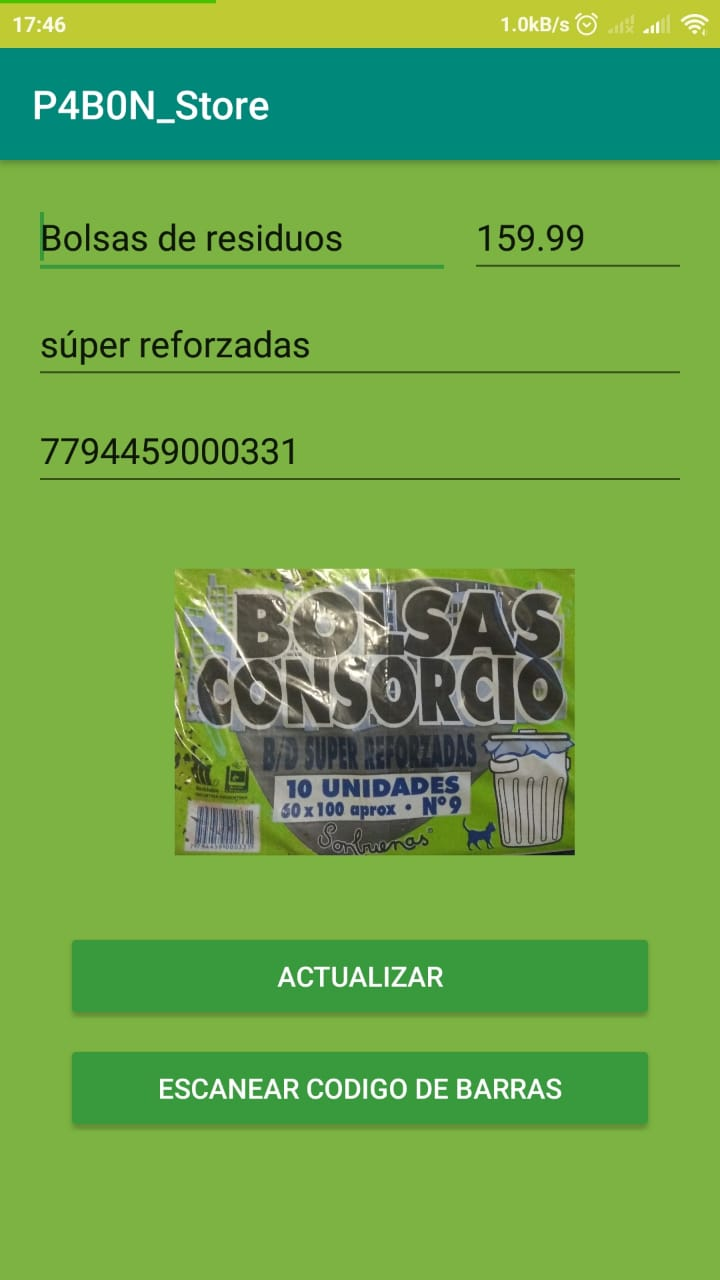 17:46 1.0kB/s
P4B0N_Store
Bolsas de residuos 159.99
súper reforzadas
7794459000331
BOLSAS
CONSORCIO
B/D SUPER REFORZADAS
10 UNIDADES
60 x 100 aprox • Nº 9
Sonbuenas
ACTUALIZAR
ESCANEAR CODIGO DE BARRAS